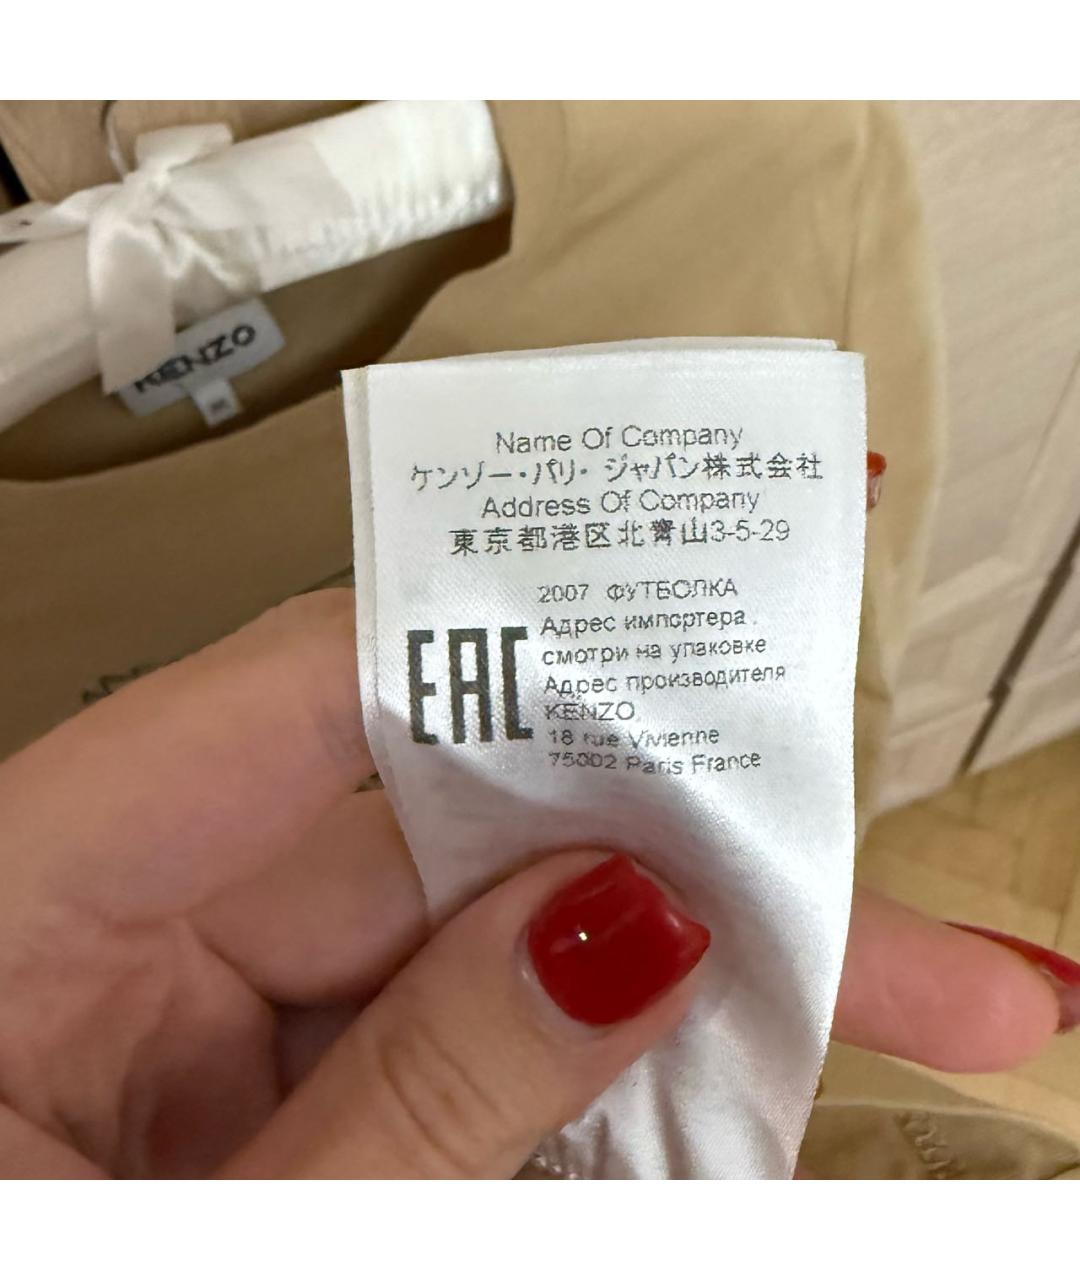 KENZO
Name Of Company
ケンゾー・パリ・ジャパン株式会社
Address Of Company
東京都港区北青山3-5-29
2007 ФУТБОЛКА
Адрес импортера
смотри на упаковке
Адрес производителя
KENZO
18 rue Vivienne
75002 Paris France
EAC